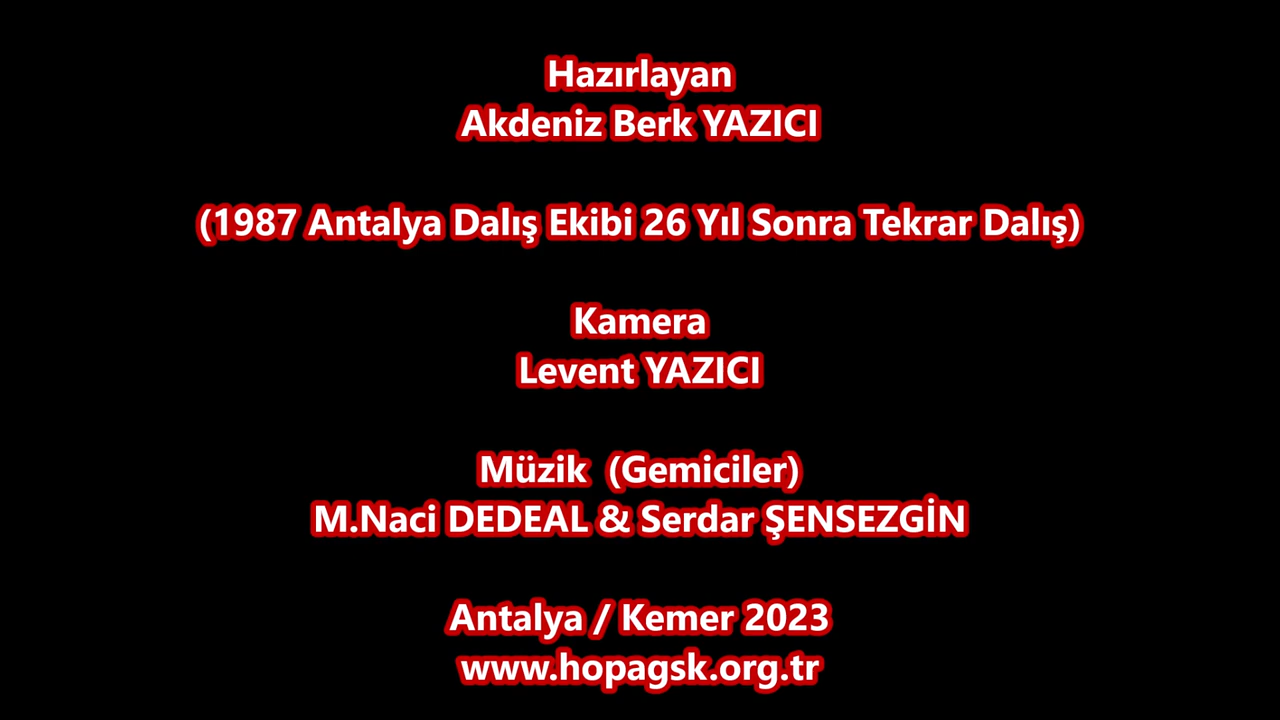 Hazırlayan
Akdeniz Berk YAZICI
(1987 Antalya Dalış Ekibi 26 Yıl Sonra Tekrar Dalış)
Kamera
Levent YAZICI
Müzik  (Gemiciler)
M.Naci DEDEAL & Serdar ŞENSEZGİN
Antalya / Kemer 2023
www.hopagsk.org.tr